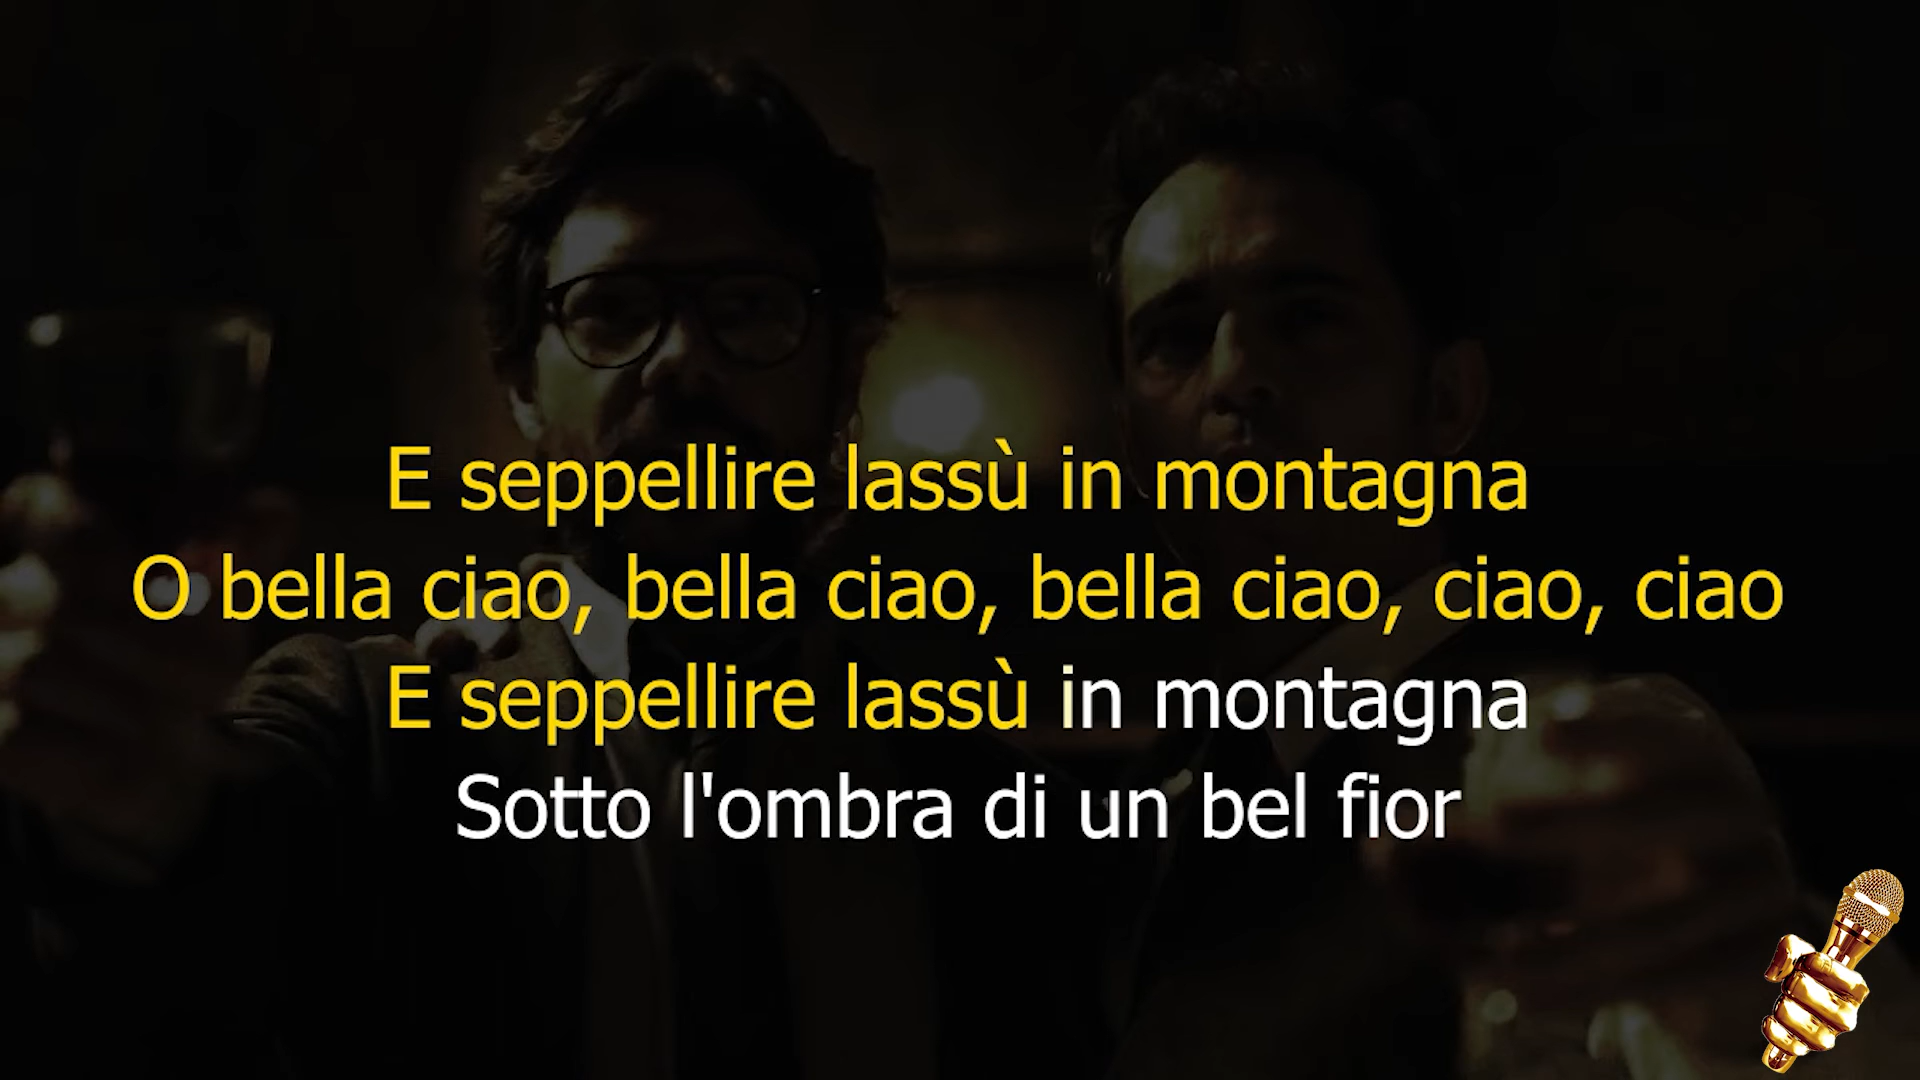 E seppellire lassù in montagna
O bella ciao, bella ciao, bella ciao, ciao, ciao
E seppellire lassù in montagna
Sotto l'ombra di un bel fior